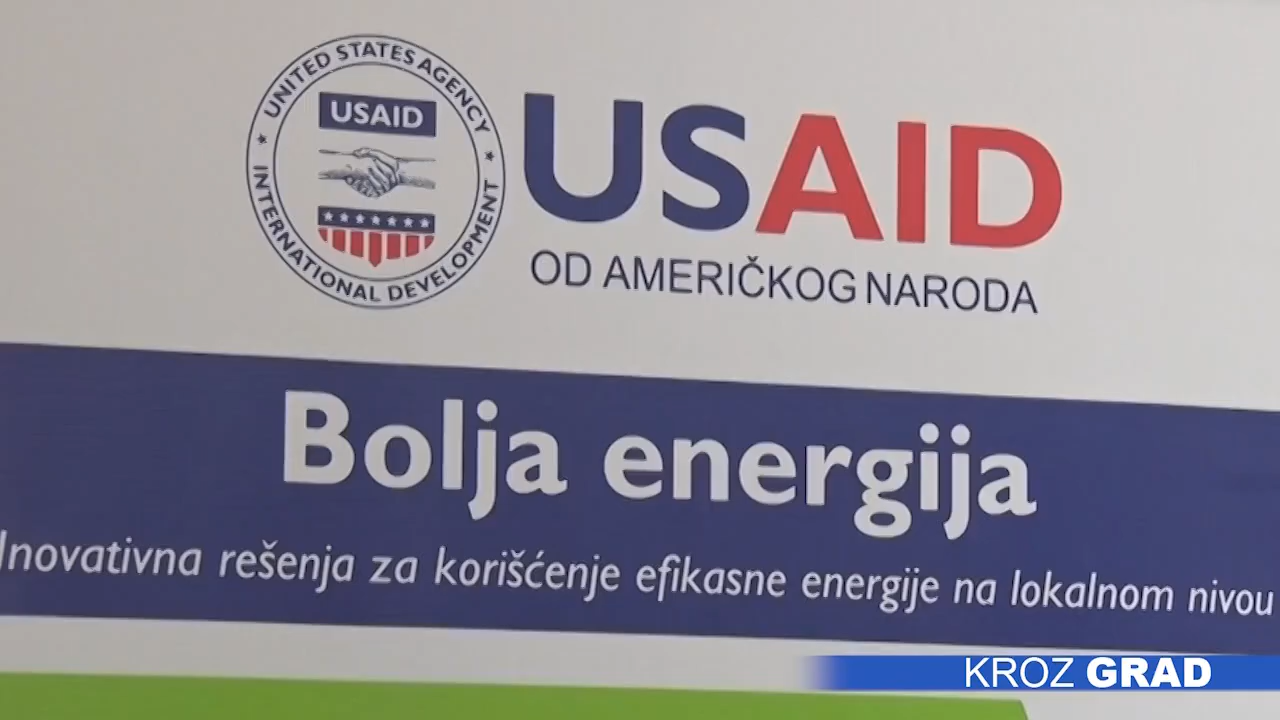 UNITED STATES AGENCY
USAID
INTERNATIONAL DEVELOPMENT
USAID
OD AMERIČKOG NARODA
Bolja energija
Inovativna rešenja za korišćenje efikasne energije na lokalnom nivou
KROZ GRAD